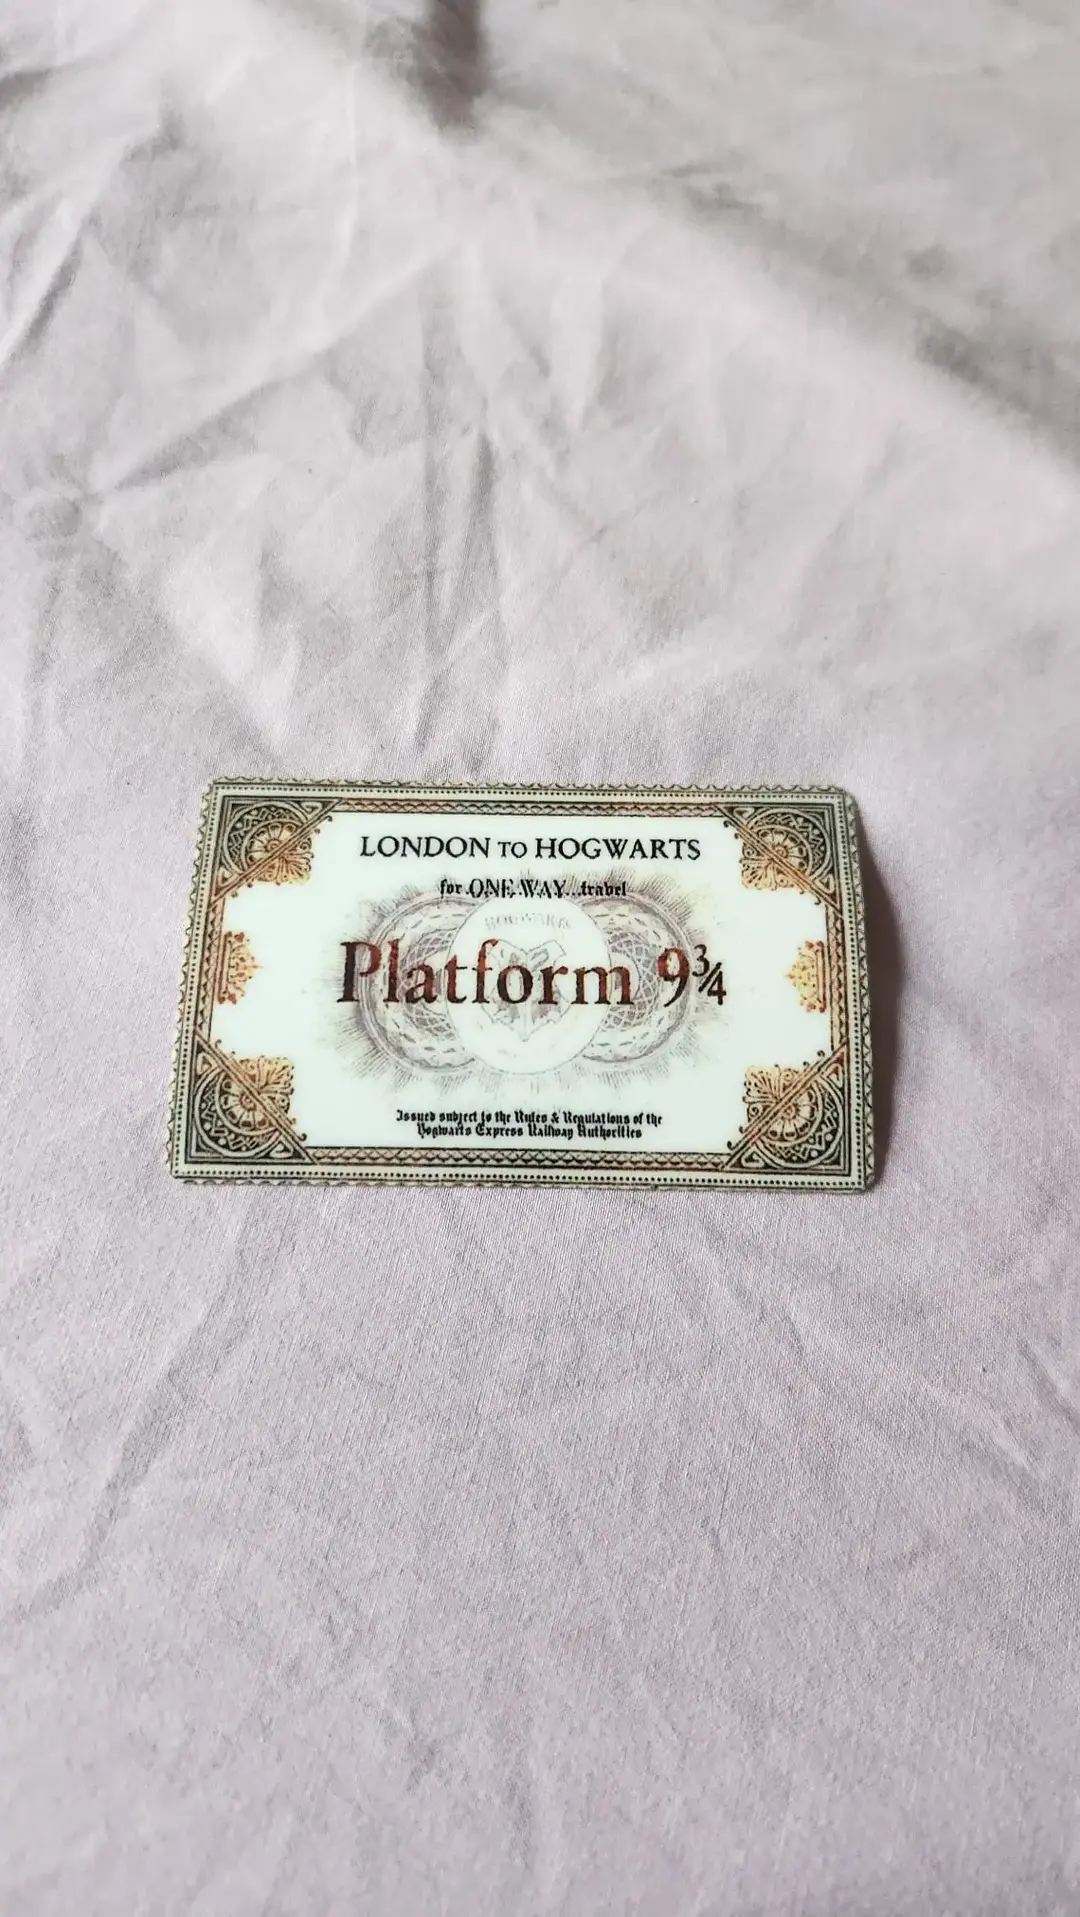 LONDON TO HOGWARTS
for ONE WAY...travel
HOGWARTS
Platform 9¾
Issued subject to the Rules & Regulations of the
Hogwarts Express Railway Authorities